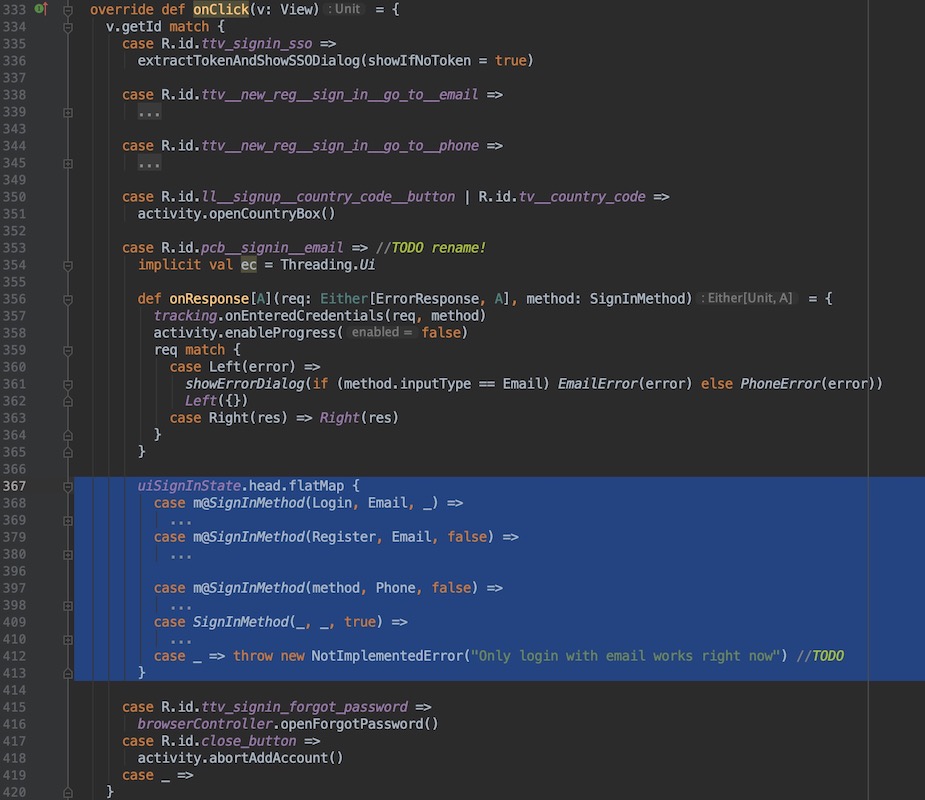 333 override def onClick(v: View) : Unit = {
334 v.getId match {
335 case R.id.ttv_signin_sso =>
336 extractTokenAndShowSSODialog(showIfNoToken = true)
337
338 case R.id.ttv__new_reg__sign_in__go_to__email =>
339 ...
343
344 case R.id.ttv__new_reg__sign_in__go_to__phone =>
345 ...
349
350 case R.id.ll__signup__country_code__button | R.id.tv__country_code =>
351 activity.openCountryBox()
352
353 case R.id.pcb__signin__email => //TODO rename!
354 implicit val ec = Threading.Ui
355
356 def onResponse[A](req: Either[ErrorResponse, A], method: SignInMethod) : Either[Unit, A] = {
357 tracking.onEnteredCredentials(req, method)
358 activity.enableProgress( enabled = false)
359 req match {
360 case Left(error) =>
361 showErrorDialog(if (method.inputType == Email) EmailError(error) else PhoneError(error))
362 Left({})
363 case Right(res) => Right(res)
364 }
365 }
366
367 uiSignInState.head.flatMap {
368 case m@SignInMethod(Login, Email, _) =>
369 ...
379 case m@SignInMethod(Register, Email, false) =>
380 ...
396
397 case m@SignInMethod(method, Phone, false) =>
398 ...
409 case SignInMethod(_, _, true) =>
410 ...
412 case _ => throw new NotImplementedError("Only login with email works right now") //TODO
413 }
414
415 case R.id.ttv_signin_forgot_password =>
416 browserController.openForgotPassword()
417 case R.id.close_button =>
418 activity.abortAddAccount()
419 case _ =>
420 }